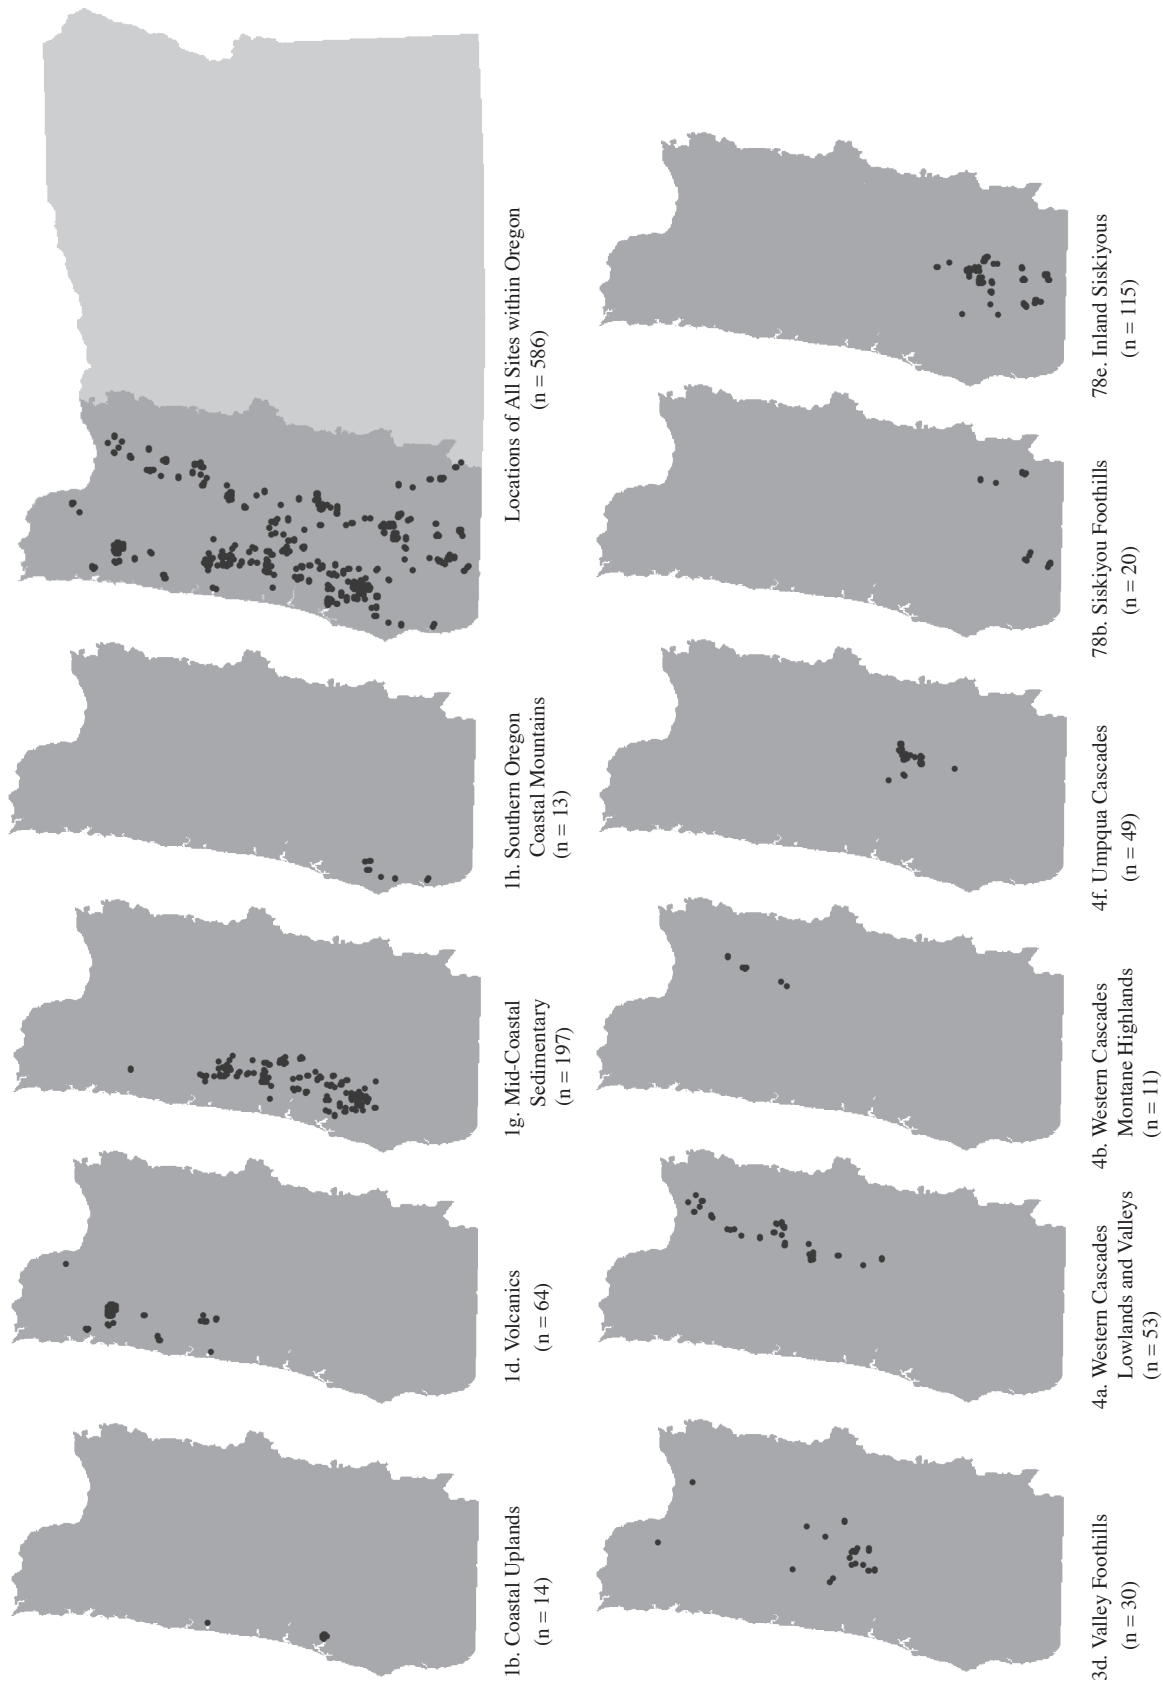 1b. Coastal Uplands
(n = 14)
1d. Volcanics
(n = 64)
1g. Mid-Coastal
Sedimentary
(n = 197)
1h. Southern Oregon
Coastal Mountains
(n = 13)
Locations of All Sites within Oregon
(n = 586)
3d. Valley Foothills
(n = 30)
4a. Western Cascades
Lowlands and Valleys
(n = 53)
4b. Western Cascades
Montane Highlands
(n = 11)
4f. Umpqua Cascades
(n = 49)
78b. Siskiyou Foothills
(n = 20)
78e. Inland Siskiyous
(n = 115)